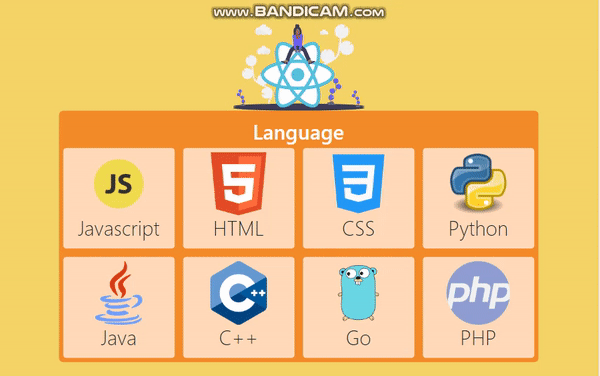 www.BANDICAM.com
Language
JS
5
3
Javascript HTML CSS Python
C++
php
Java C++ Go PHP